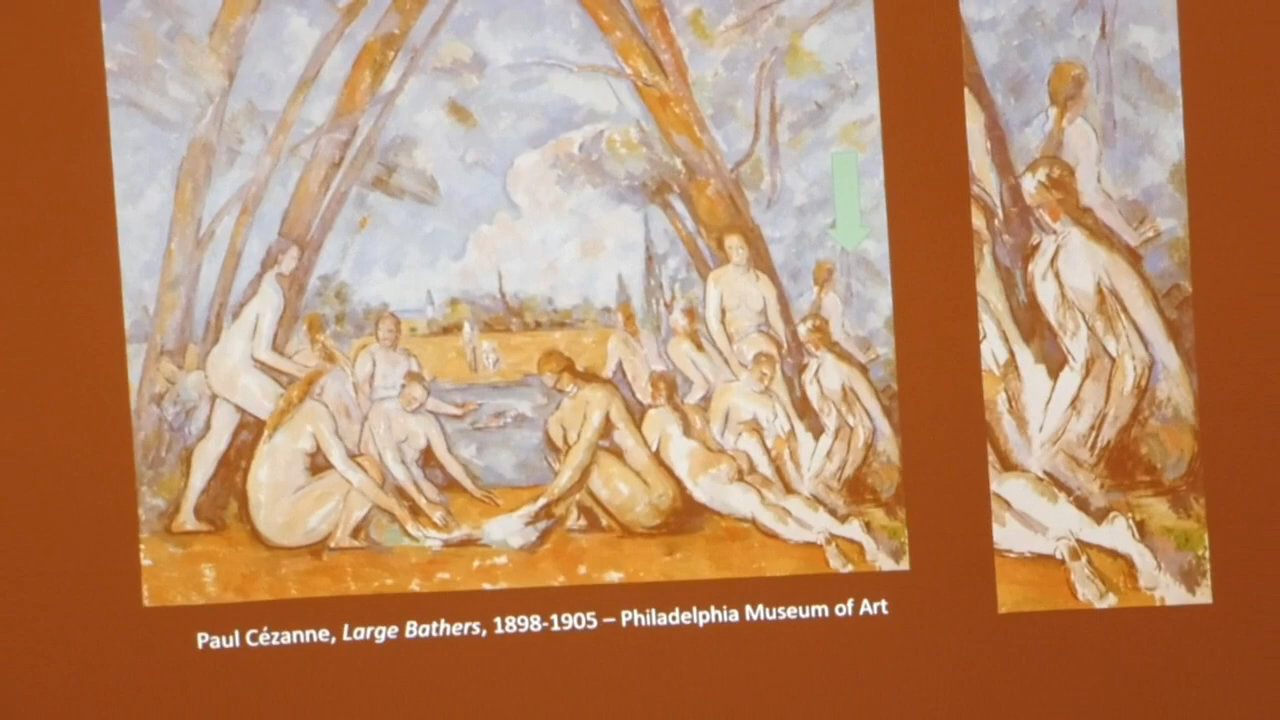 Paul Cézanne, Large Bathers, 1898-1905 – Philadelphia Museum of Art